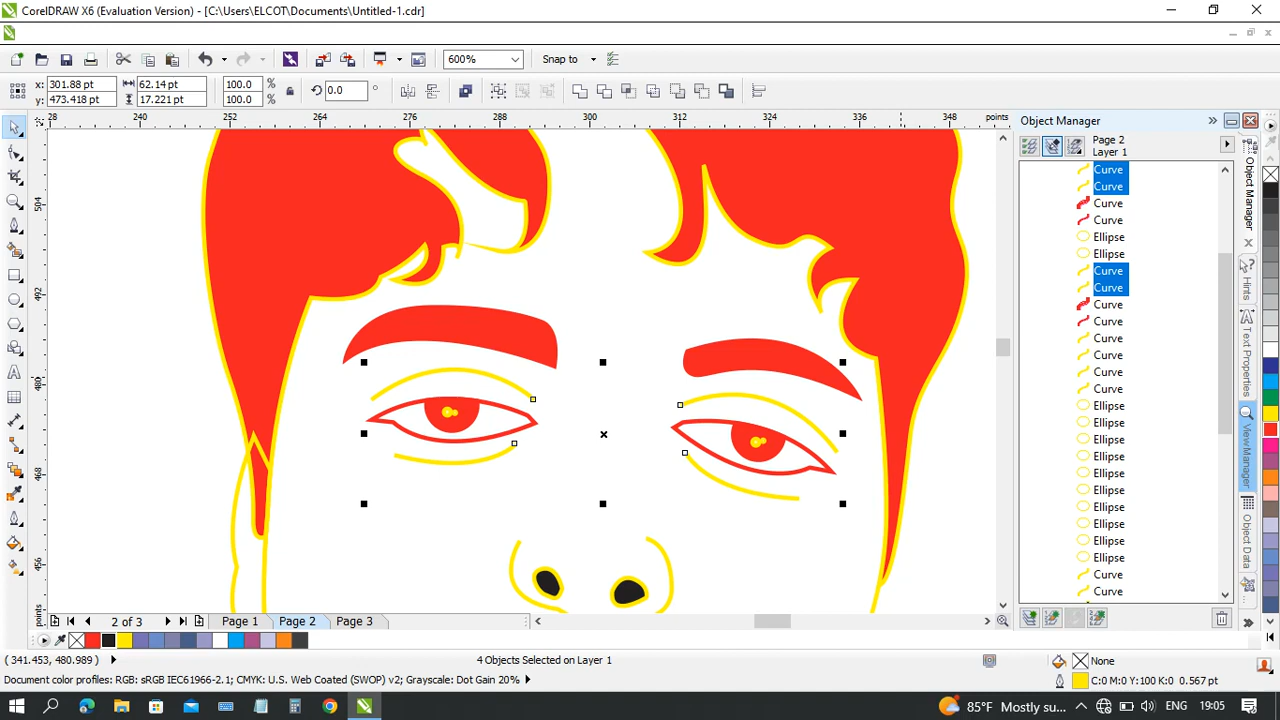 CorelDRAW X6 (Evaluation Version) - [C:\Users\ELCOT\Documents\Untitled-1.cdr]
600%
Snap to
x: 301.88 pt
y: 473.418 pt
62.14 pt
17.221 pt
100.0
100.0
%
%
0.0
°
28 240 252 264 276 288 300 312 324 336 348 points
504
492
480
468
456
points
Object Manager
Page 2
Layer 1
Curve
Curve
Curve
Curve
Ellipse
Ellipse
Curve
Curve
Curve
Curve
Curve
Curve
Curve
Curve
Ellipse
Ellipse
Ellipse
Ellipse
Ellipse
Ellipse
Ellipse
Ellipse
Ellipse
Ellipse
Curve
Curve
Object Manager
Hints
Text Properties
View Manager
Object Data
2 of 3
Page 1
Page 2
Page 3
(341.453, 480.989)
4 Objects Selected on Layer 1
None
Document color profiles: RGB: sRGB IEC61966-2.1; CMYK: U.S. Web Coated (SWOP) v2; Grayscale: Dot Gain 20%
C:0 M:0 Y:100 K:0 0.567 pt
85°F Mostly su...
ENG
19:05